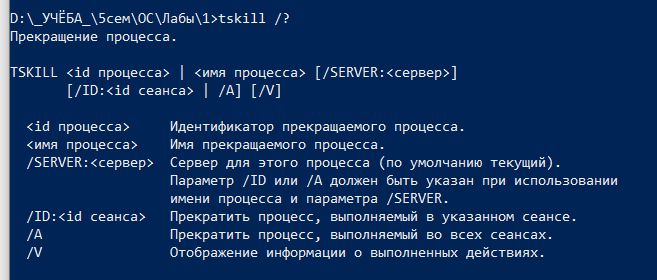 D:\_УЧЁБА_\5сем\ОС\Лабы\1>tskill /?
Прекращение процесса.
TSKILL <id процесса> | <имя процесса> [/SERVER:<сервер>]
[/ID:<id сеанса> | /A] [/V]
<id процесса> Идентификатор прекращаемого процесса.
<имя процесса> Имя прекращаемого процесса.
/SERVER:<сервер> Сервер для этого процесса (по умолчанию текущий).
Параметр /ID или /A должен быть указан при использовании
имени процесса и параметра /SERVER.
/ID:<id сеанса> Прекратить процесс, выполняемый в указанном сеансе.
/A Прекратить процесс, выполняемый во всех сеансах.
/V Отображение информации о выполненных действиях.